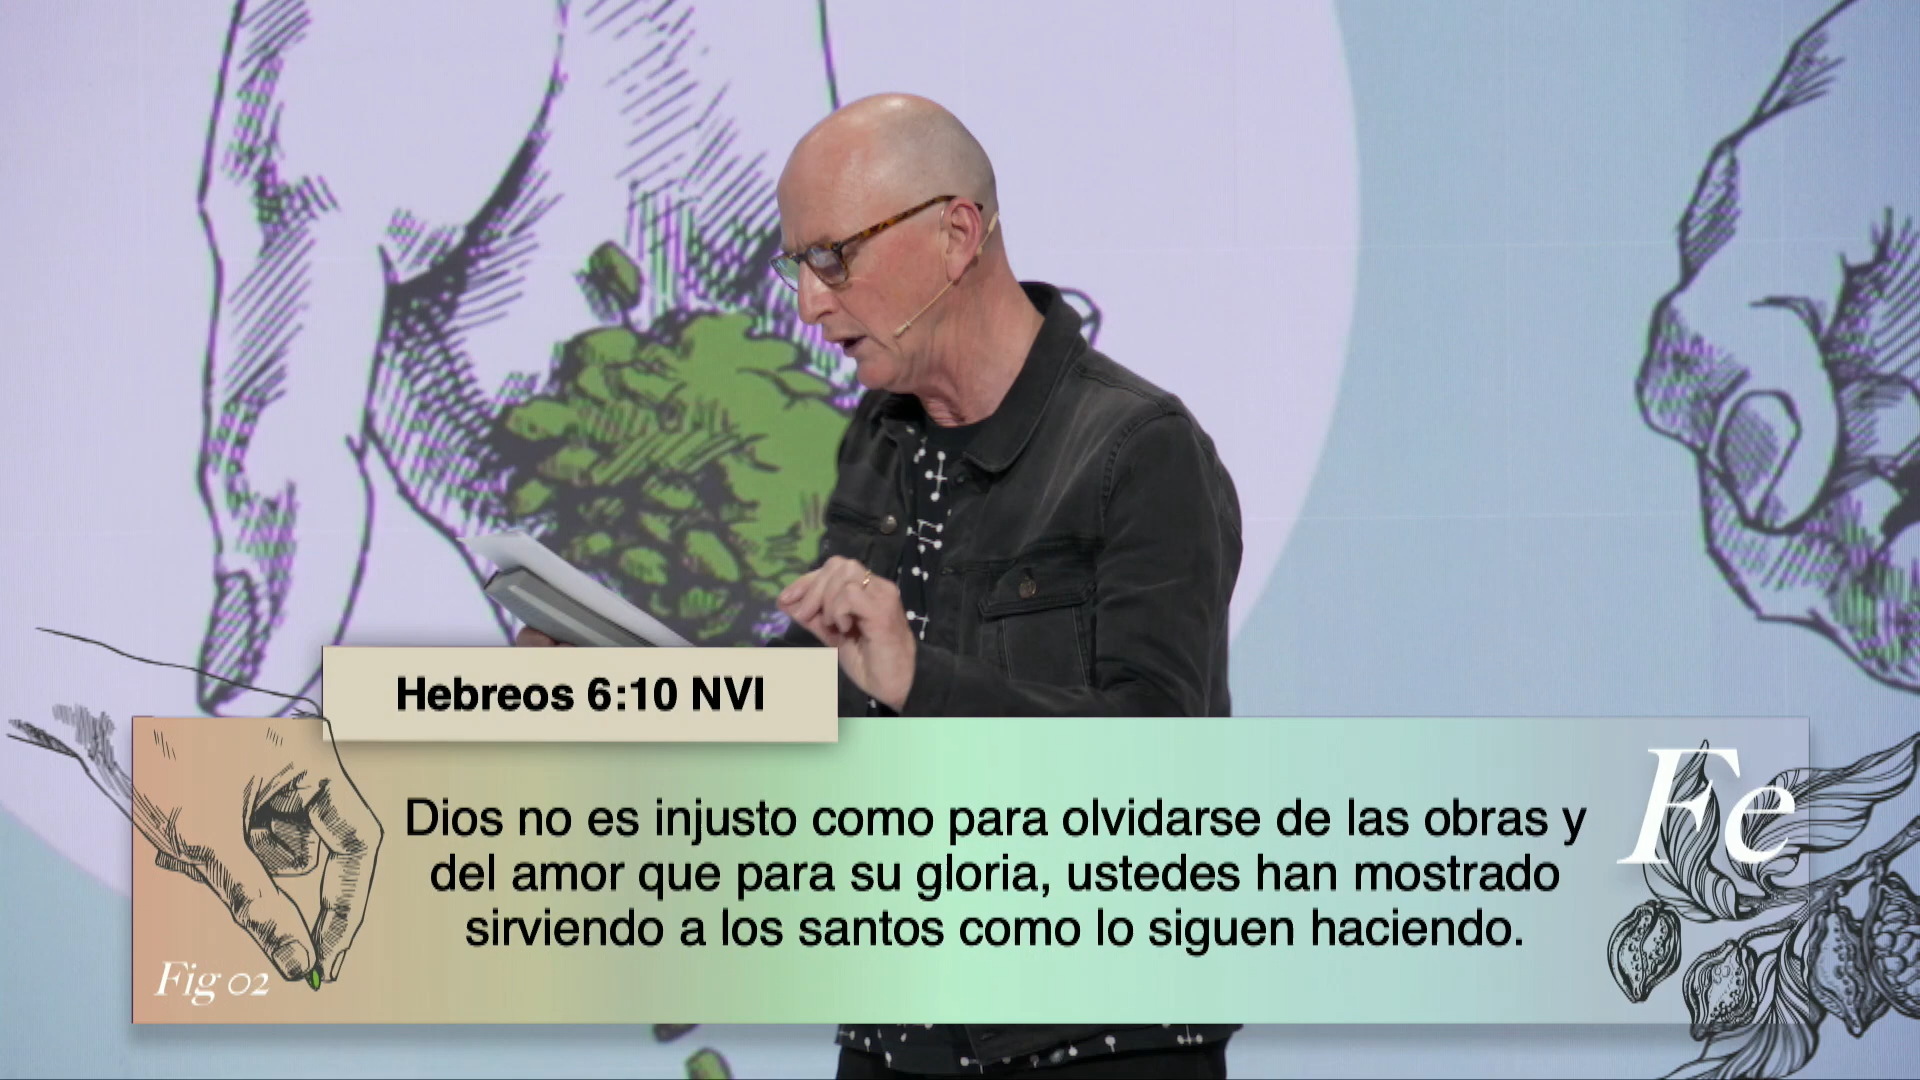 Hebreos 6:10 NVI
Dios no es injusto como para olvidarse de las obras y
del amor que para su gloria, ustedes han mostrado
sirviendo a los santos como lo siguen haciendo.
Fe
Fig 02